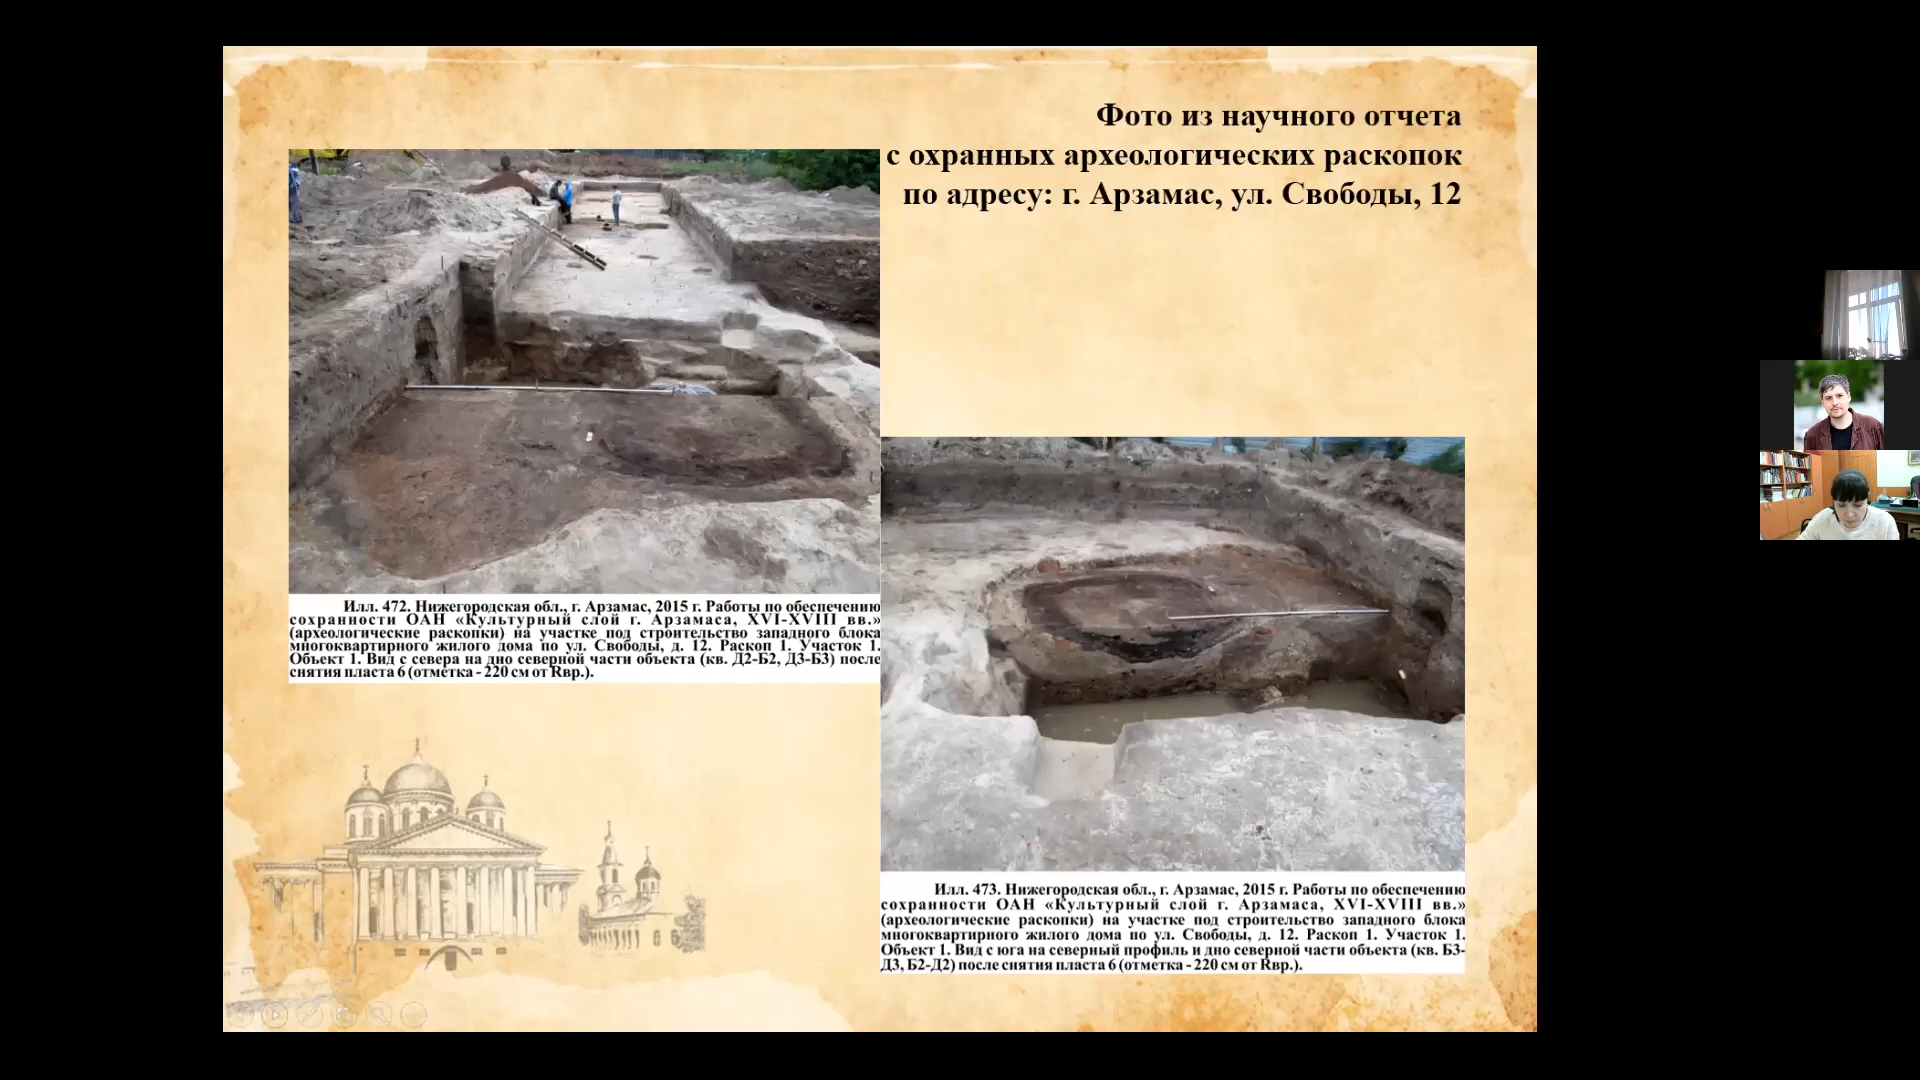 Фото из научного отчета
с охранных археологических раскопок
по адресу: г. Арзамас, ул. Свободы, 12
Илл. 472. Нижегородская обл., г. Арзамас, 2015 г. Работы по обеспечению
сохранности ОАН «Культурный слой г. Арзамаса, XVI-XVIII вв.»
(археологические раскопки) на участке под строительство западного блока
многоквартирного жилого дома по ул. Свободы, д. 12. Раскоп 1. Участок 1.
Объект 1. Вид с севера на дно северной части объекта (кв. Д2-Б2, Д3-Б3) после
снятия пласта 6 (отметка - 220 см от Rвр.).
Илл. 473. Нижегородская обл., г. Арзамас, 2015 г. Работы по обеспечению
сохранности ОАН «Культурный слой г. Арзамаса, XVI-XVIII вв.»
(археологические раскопки) на участке под строительство западного блока
многоквартирного жилого дома по ул. Свободы, д. 12. Раскоп 1. Участок 1.
Объект 1. Вид с юга на северный профиль и дно северной части объекта (кв. Б3-
Д3, Б2-Д2) после снятия пласта 6 (отметка - 220 см от Rвр.).